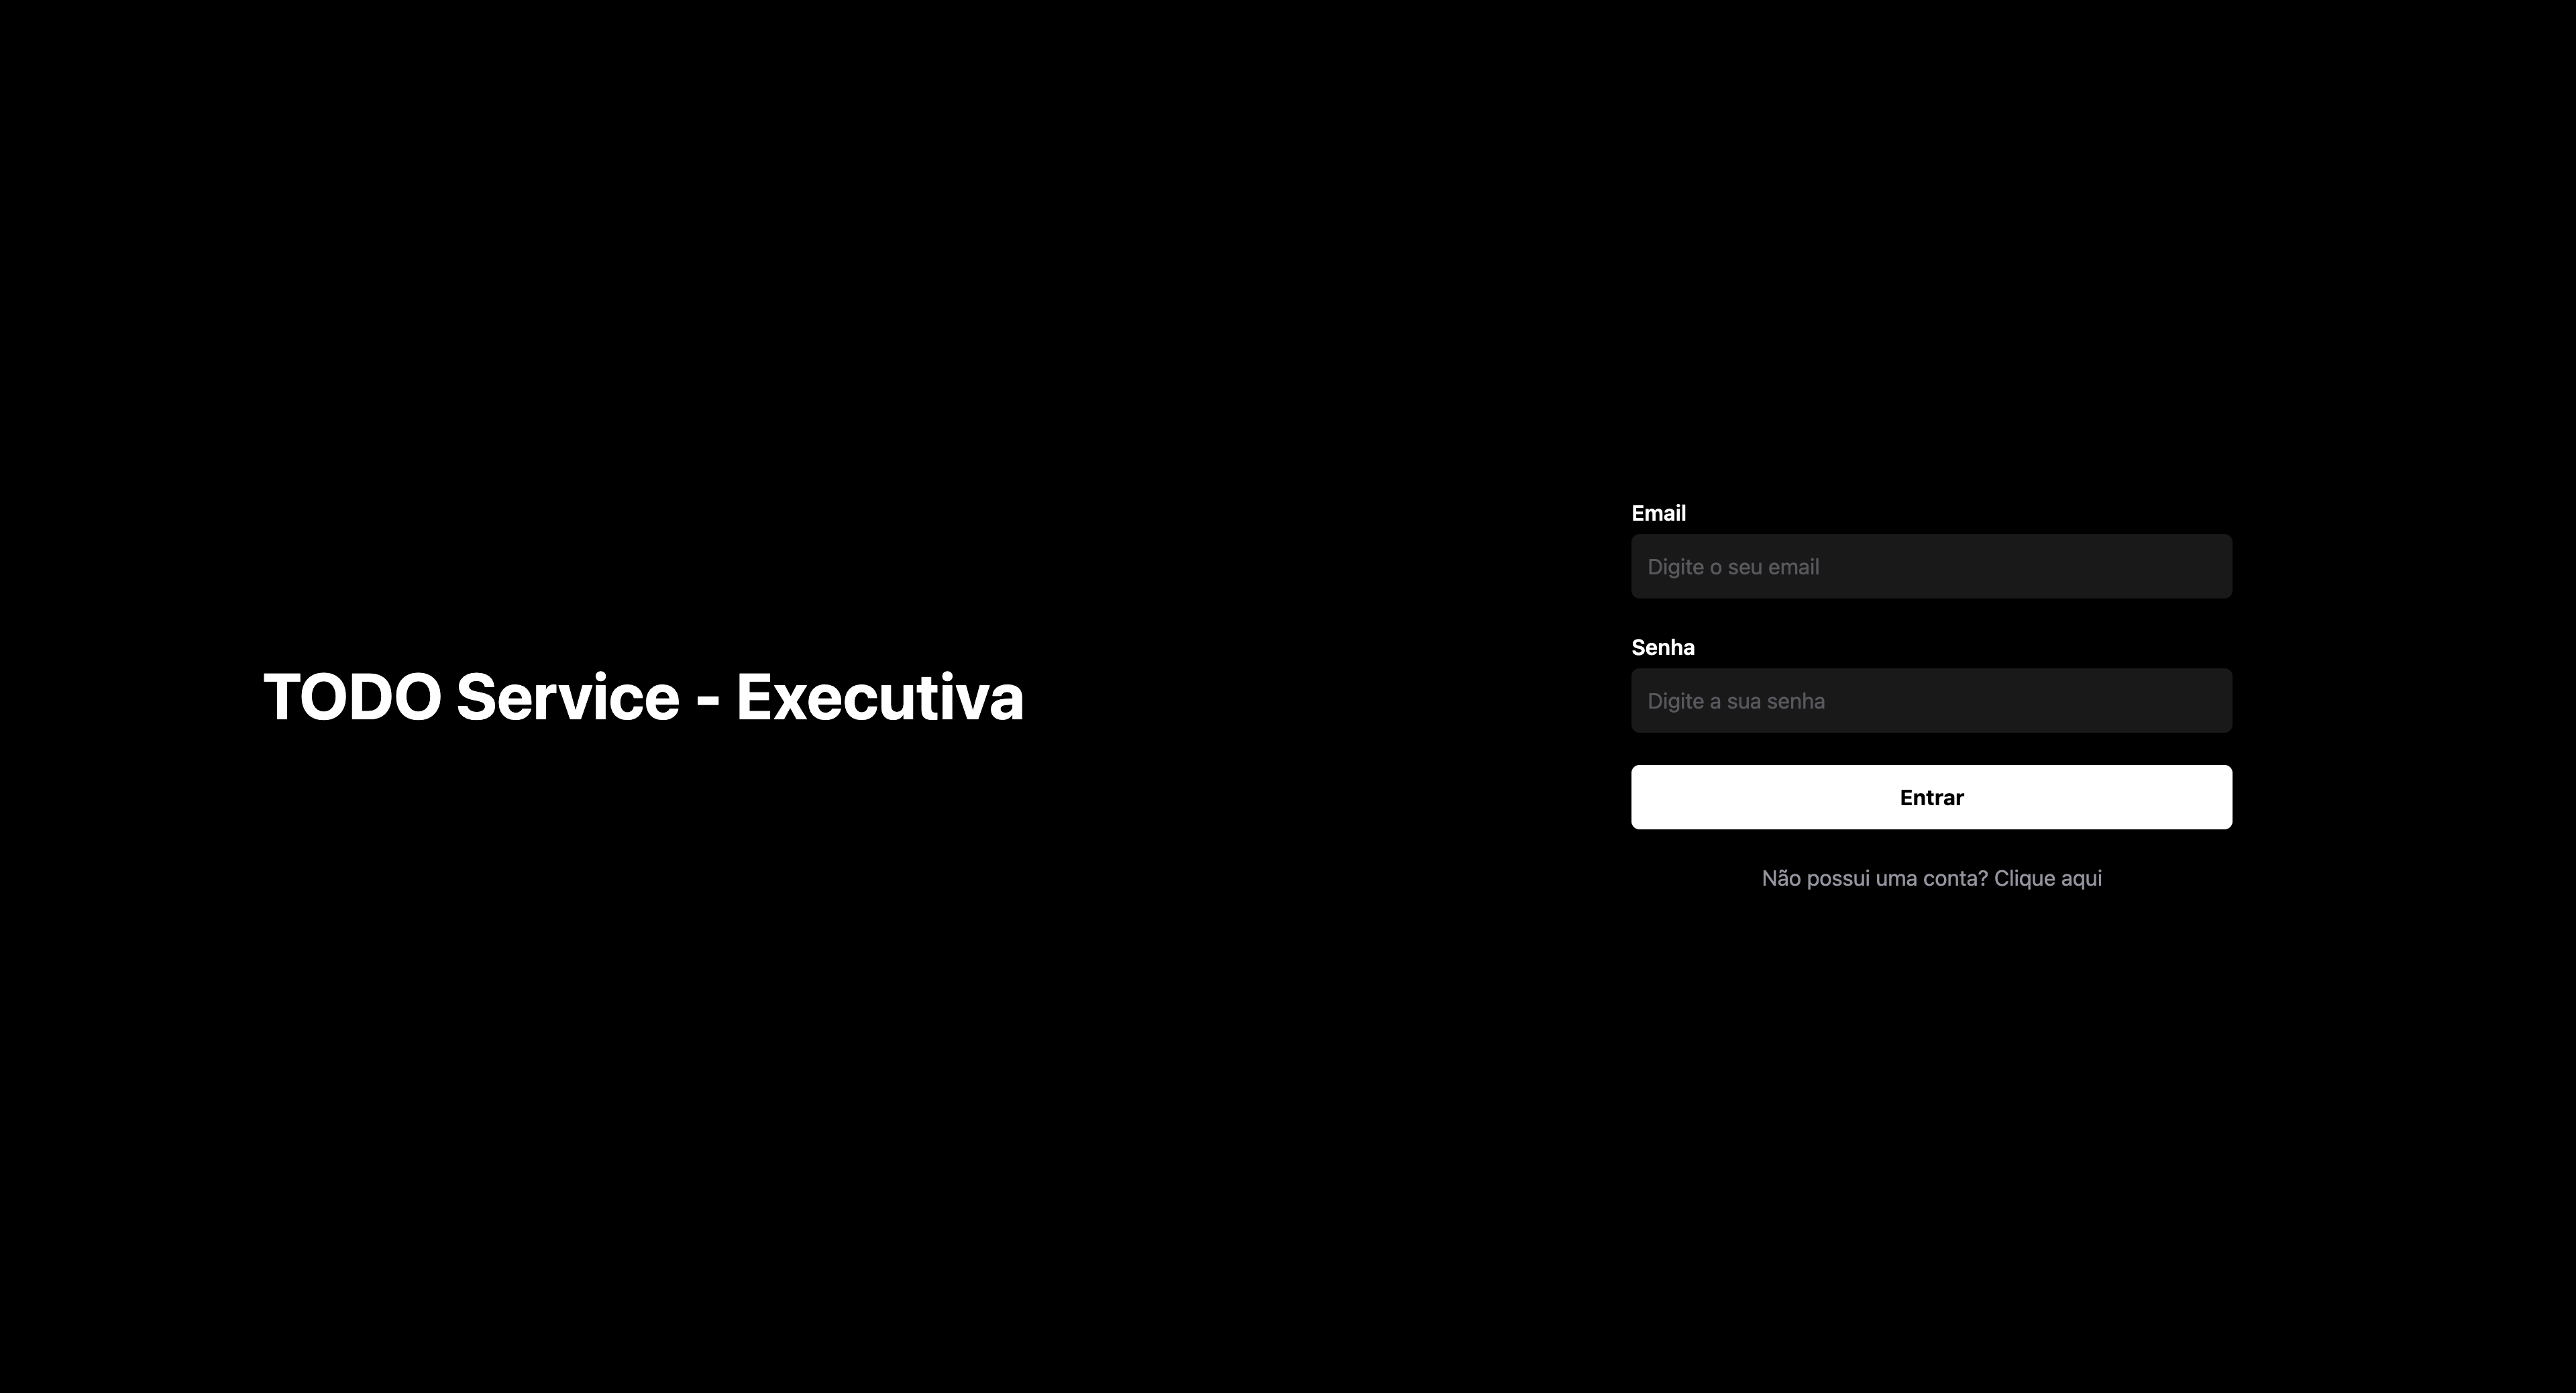 TODO Service - Executiva
Email
Digite o seu email
Senha
Digite a sua senha
Entrar
Não possui uma conta? Clique aqui